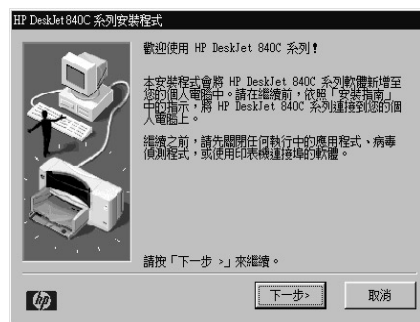 HP DeskJet 840C 系列安裝程式
歡迎使用 HP DeskJet 840C 系列！
本安裝程式會將 HP DeskJet 840C 系列軟體新增至
您的個人電腦中。請在繼續前，依照「安裝指南」
中的指示，將 HP DeskJet 840C 系列連接到您的個
人電腦上。
繼續之前，請先關閉任何執行中的應用程式、病毒
偵測程式，或使用印表機連接埠的軟體。
請按「下一步 >」來繼續。
hp
下一步>
取消